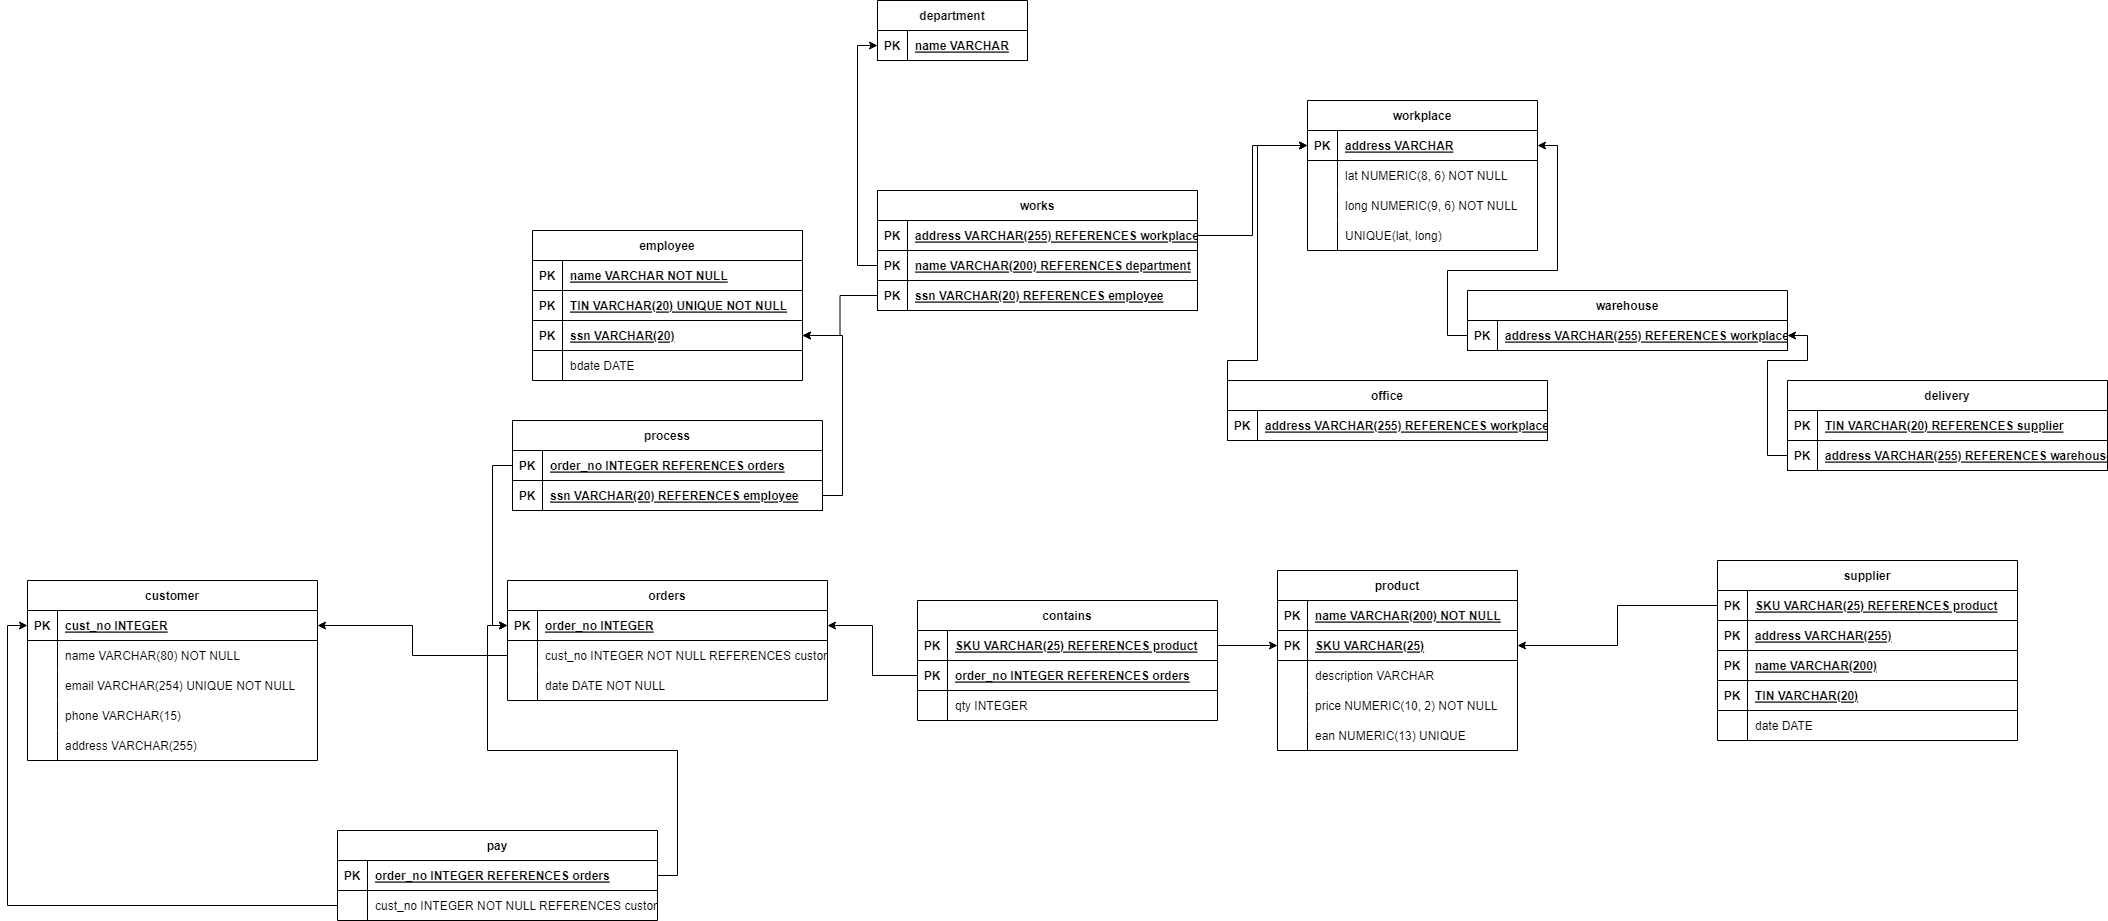 department
PK name VARCHAR
workplace
PK address VARCHAR
lat NUMERIC(8, 6) NOT NULL
long NUMERIC(9, 6) NOT NULL
UNIQUE(lat, long)
works
PK address VARCHAR(255) REFERENCES workplace
PK name VARCHAR(200) REFERENCES department
PK ssn VARCHAR(20) REFERENCES employee
employee
PK name VARCHAR NOT NULL
PK TIN VARCHAR(20) UNIQUE NOT NULL
PK ssn VARCHAR(20)
bdate DATE
warehouse
PK address VARCHAR(255) REFERENCES workplace
office
PK address VARCHAR(255) REFERENCES workplace
delivery
PK TIN VARCHAR(20) REFERENCES supplier
PK address VARCHAR(255) REFERENCES warehous
process
PK order_no INTEGER REFERENCES orders
PK ssn VARCHAR(20) REFERENCES employee
customer
PK cust_no INTEGER
name VARCHAR(80) NOT NULL
email VARCHAR(254) UNIQUE NOT NULL
phone VARCHAR(15)
address VARCHAR(255)
orders
PK order_no INTEGER
cust_no INTEGER NOT NULL REFERENCES custor
date DATE NOT NULL
contains
PK SKU VARCHAR(25) REFERENCES product
PK order_no INTEGER REFERENCES orders
qty INTEGER
product
PK name VARCHAR(200) NOT NULL
PK SKU VARCHAR(25)
description VARCHAR
price NUMERIC(10, 2) NOT NULL
ean NUMERIC(13) UNIQUE
supplier
PK SKU VARCHAR(25) REFERENCES product
PK address VARCHAR(255)
PK name VARCHAR(200)
PK TIN VARCHAR(20)
date DATE
pay
PK order_no INTEGER REFERENCES orders
cust_no INTEGER NOT NULL REFERENCES custor